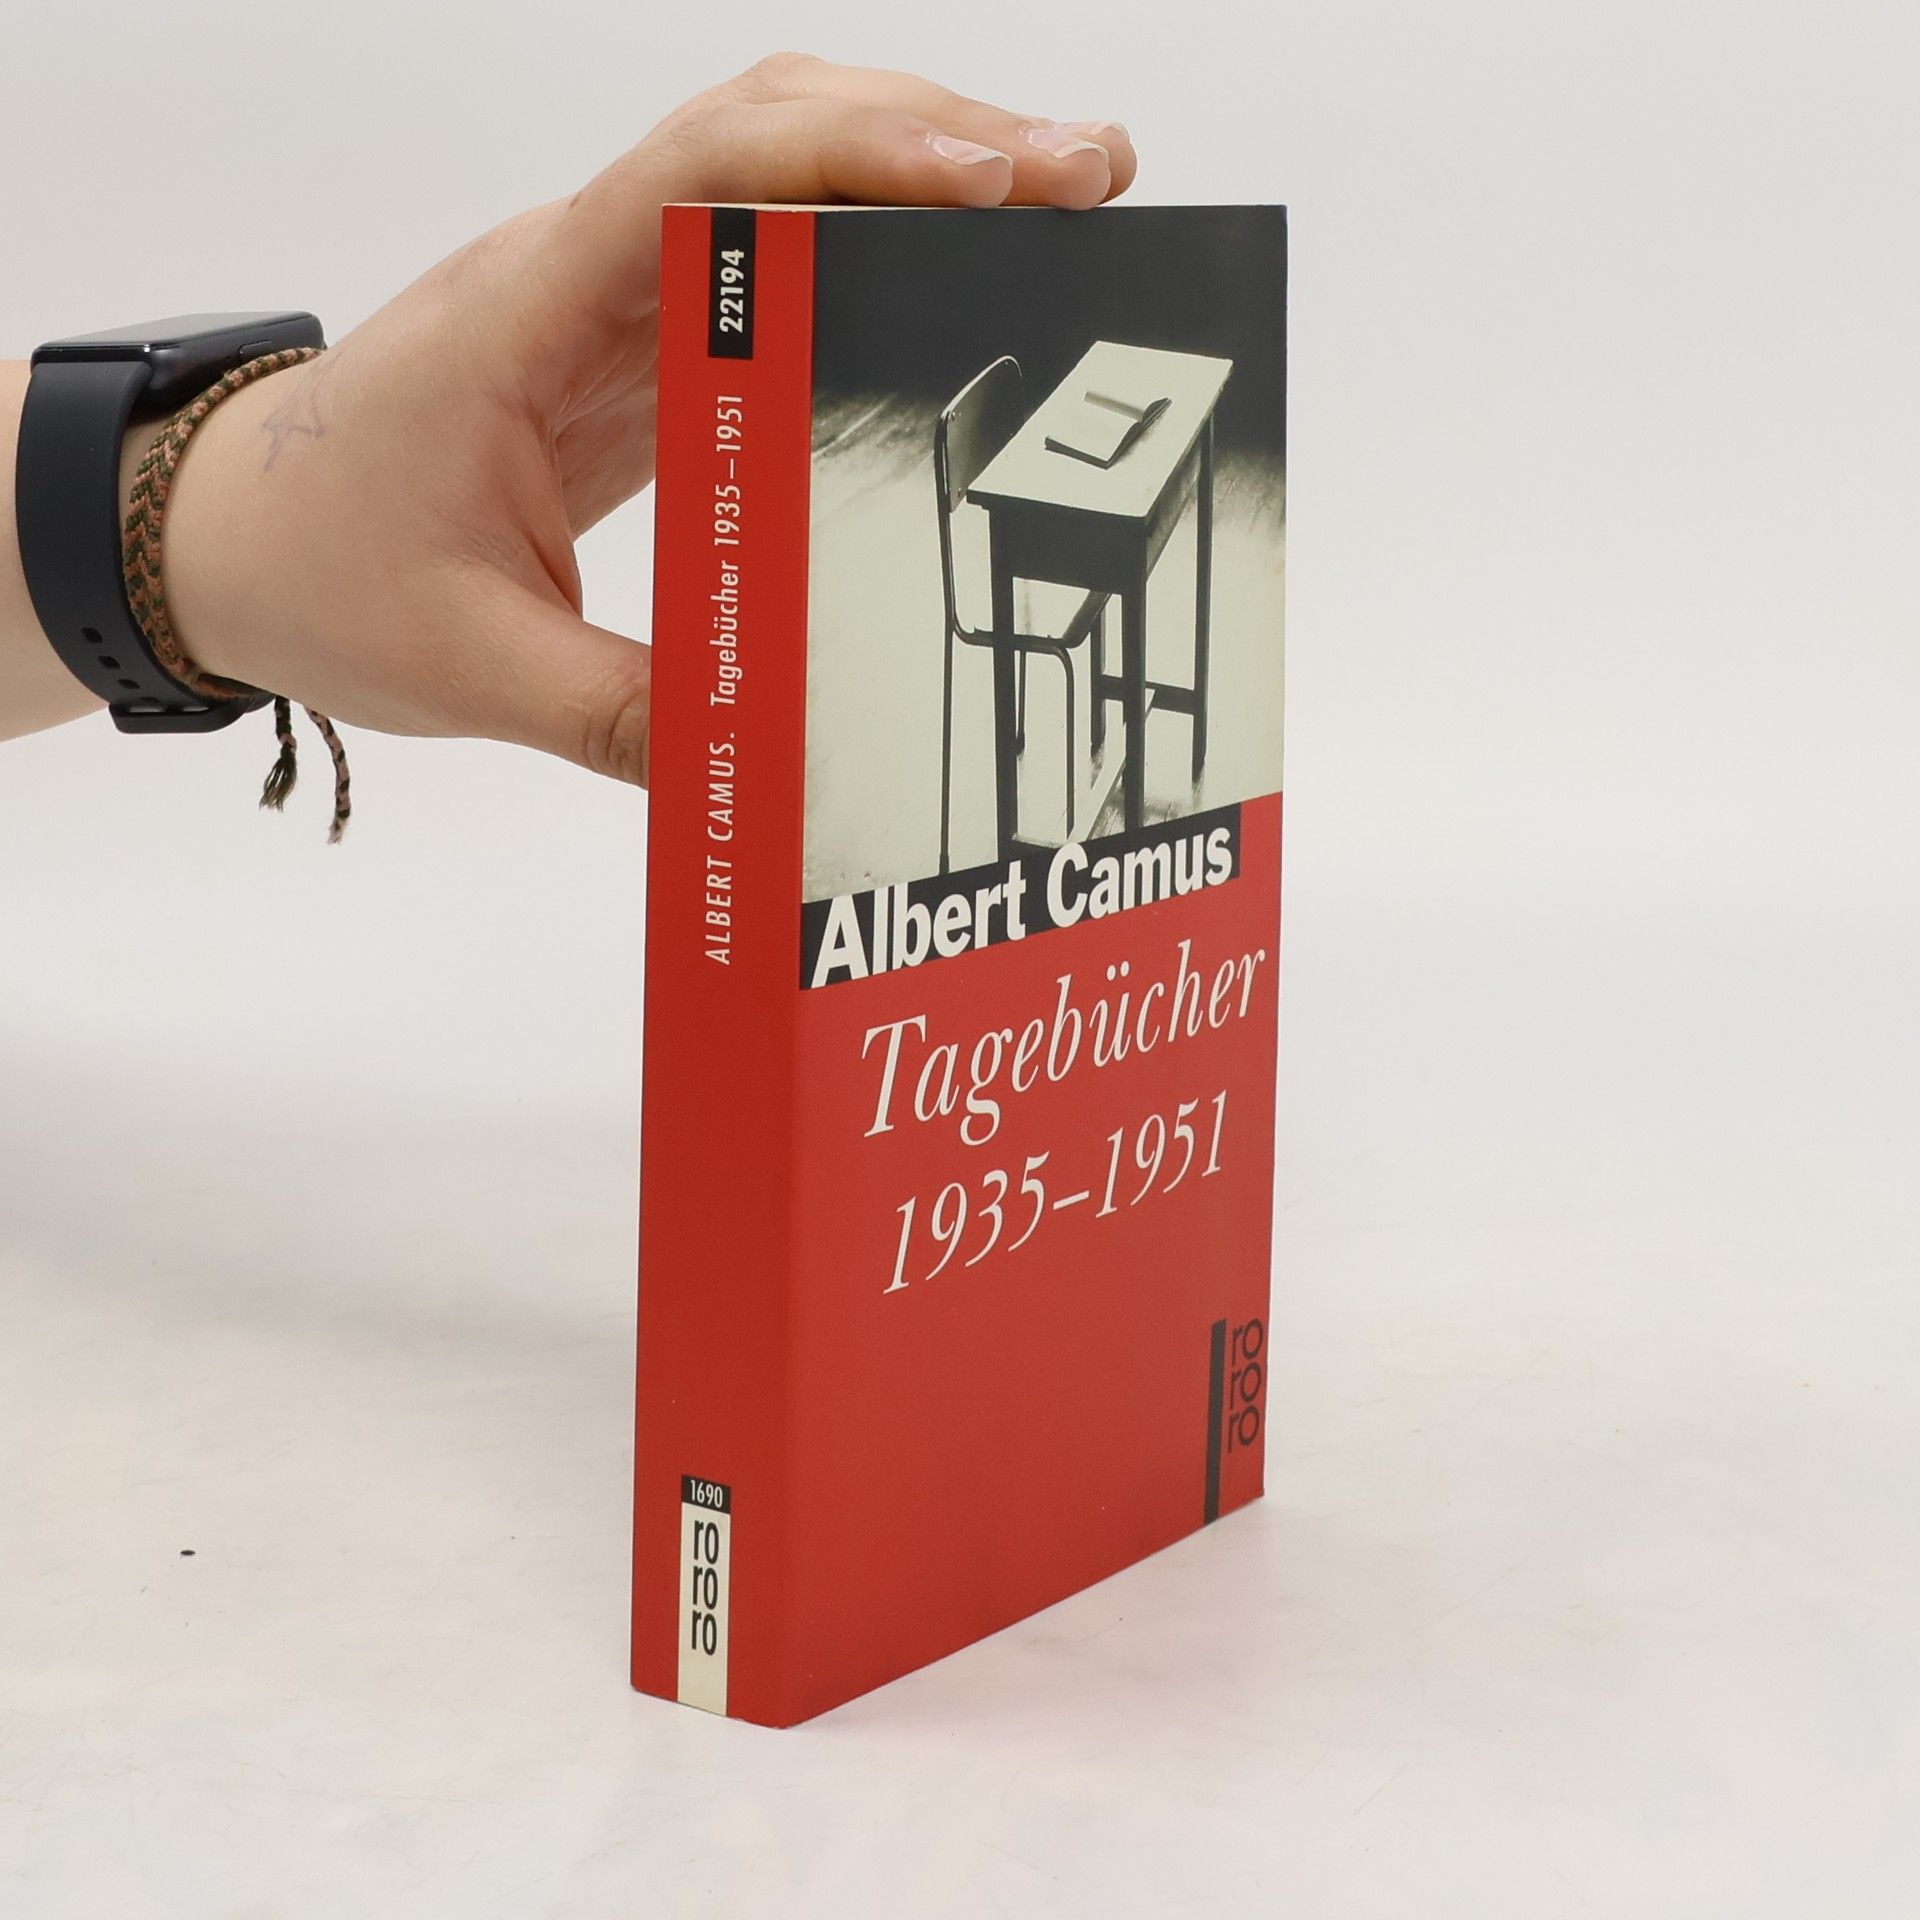 22194
ALBERT CAMUS. Tagebücher 1935–1951
1690
ro
ro
ro
Albert Camus
Tagebücher
1935–1951
ro
ro
ro